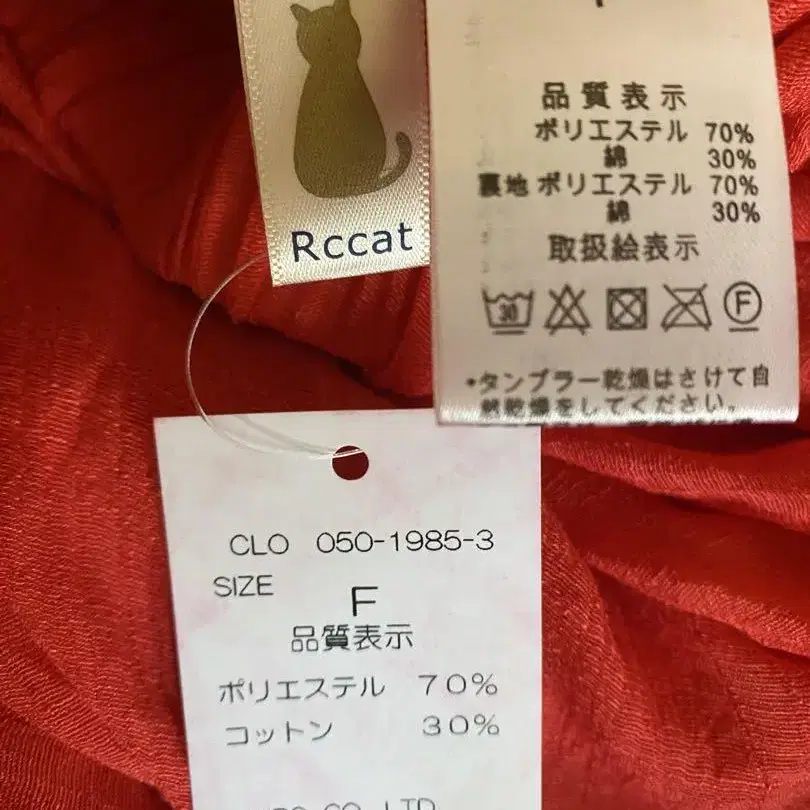 Rccat
品質表示
ポリエステル 70%
綿 30%
裏地 ポリエステル 70%
綿 30%
取扱絵表示
30 F
*タンブラー乾燥はさけて自
然乾燥をしてください。
CLO 050-1985-3
SIZE
F
品質表示
ポリエステル 70%
コットン 30%
CO.,LTD